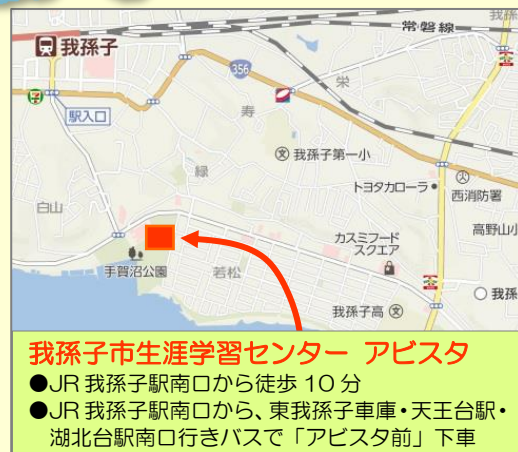 常磐線
我孫
我孫子
356
栄
駅入口
寿
我孫子第一小
緑
トヨタカローラ
西消防署
白山
高野山小
カスミフード
スクエア
手賀沼公園
若松
我孫
我孫子高
我孫子市生涯学習センター アビスタ
●JR 我孫子駅南口から徒歩 10 分
●JR 我孫子駅南口から、東我孫子車庫・天王台駅・
湖北台駅南口行きバスで「アビスタ前」下車